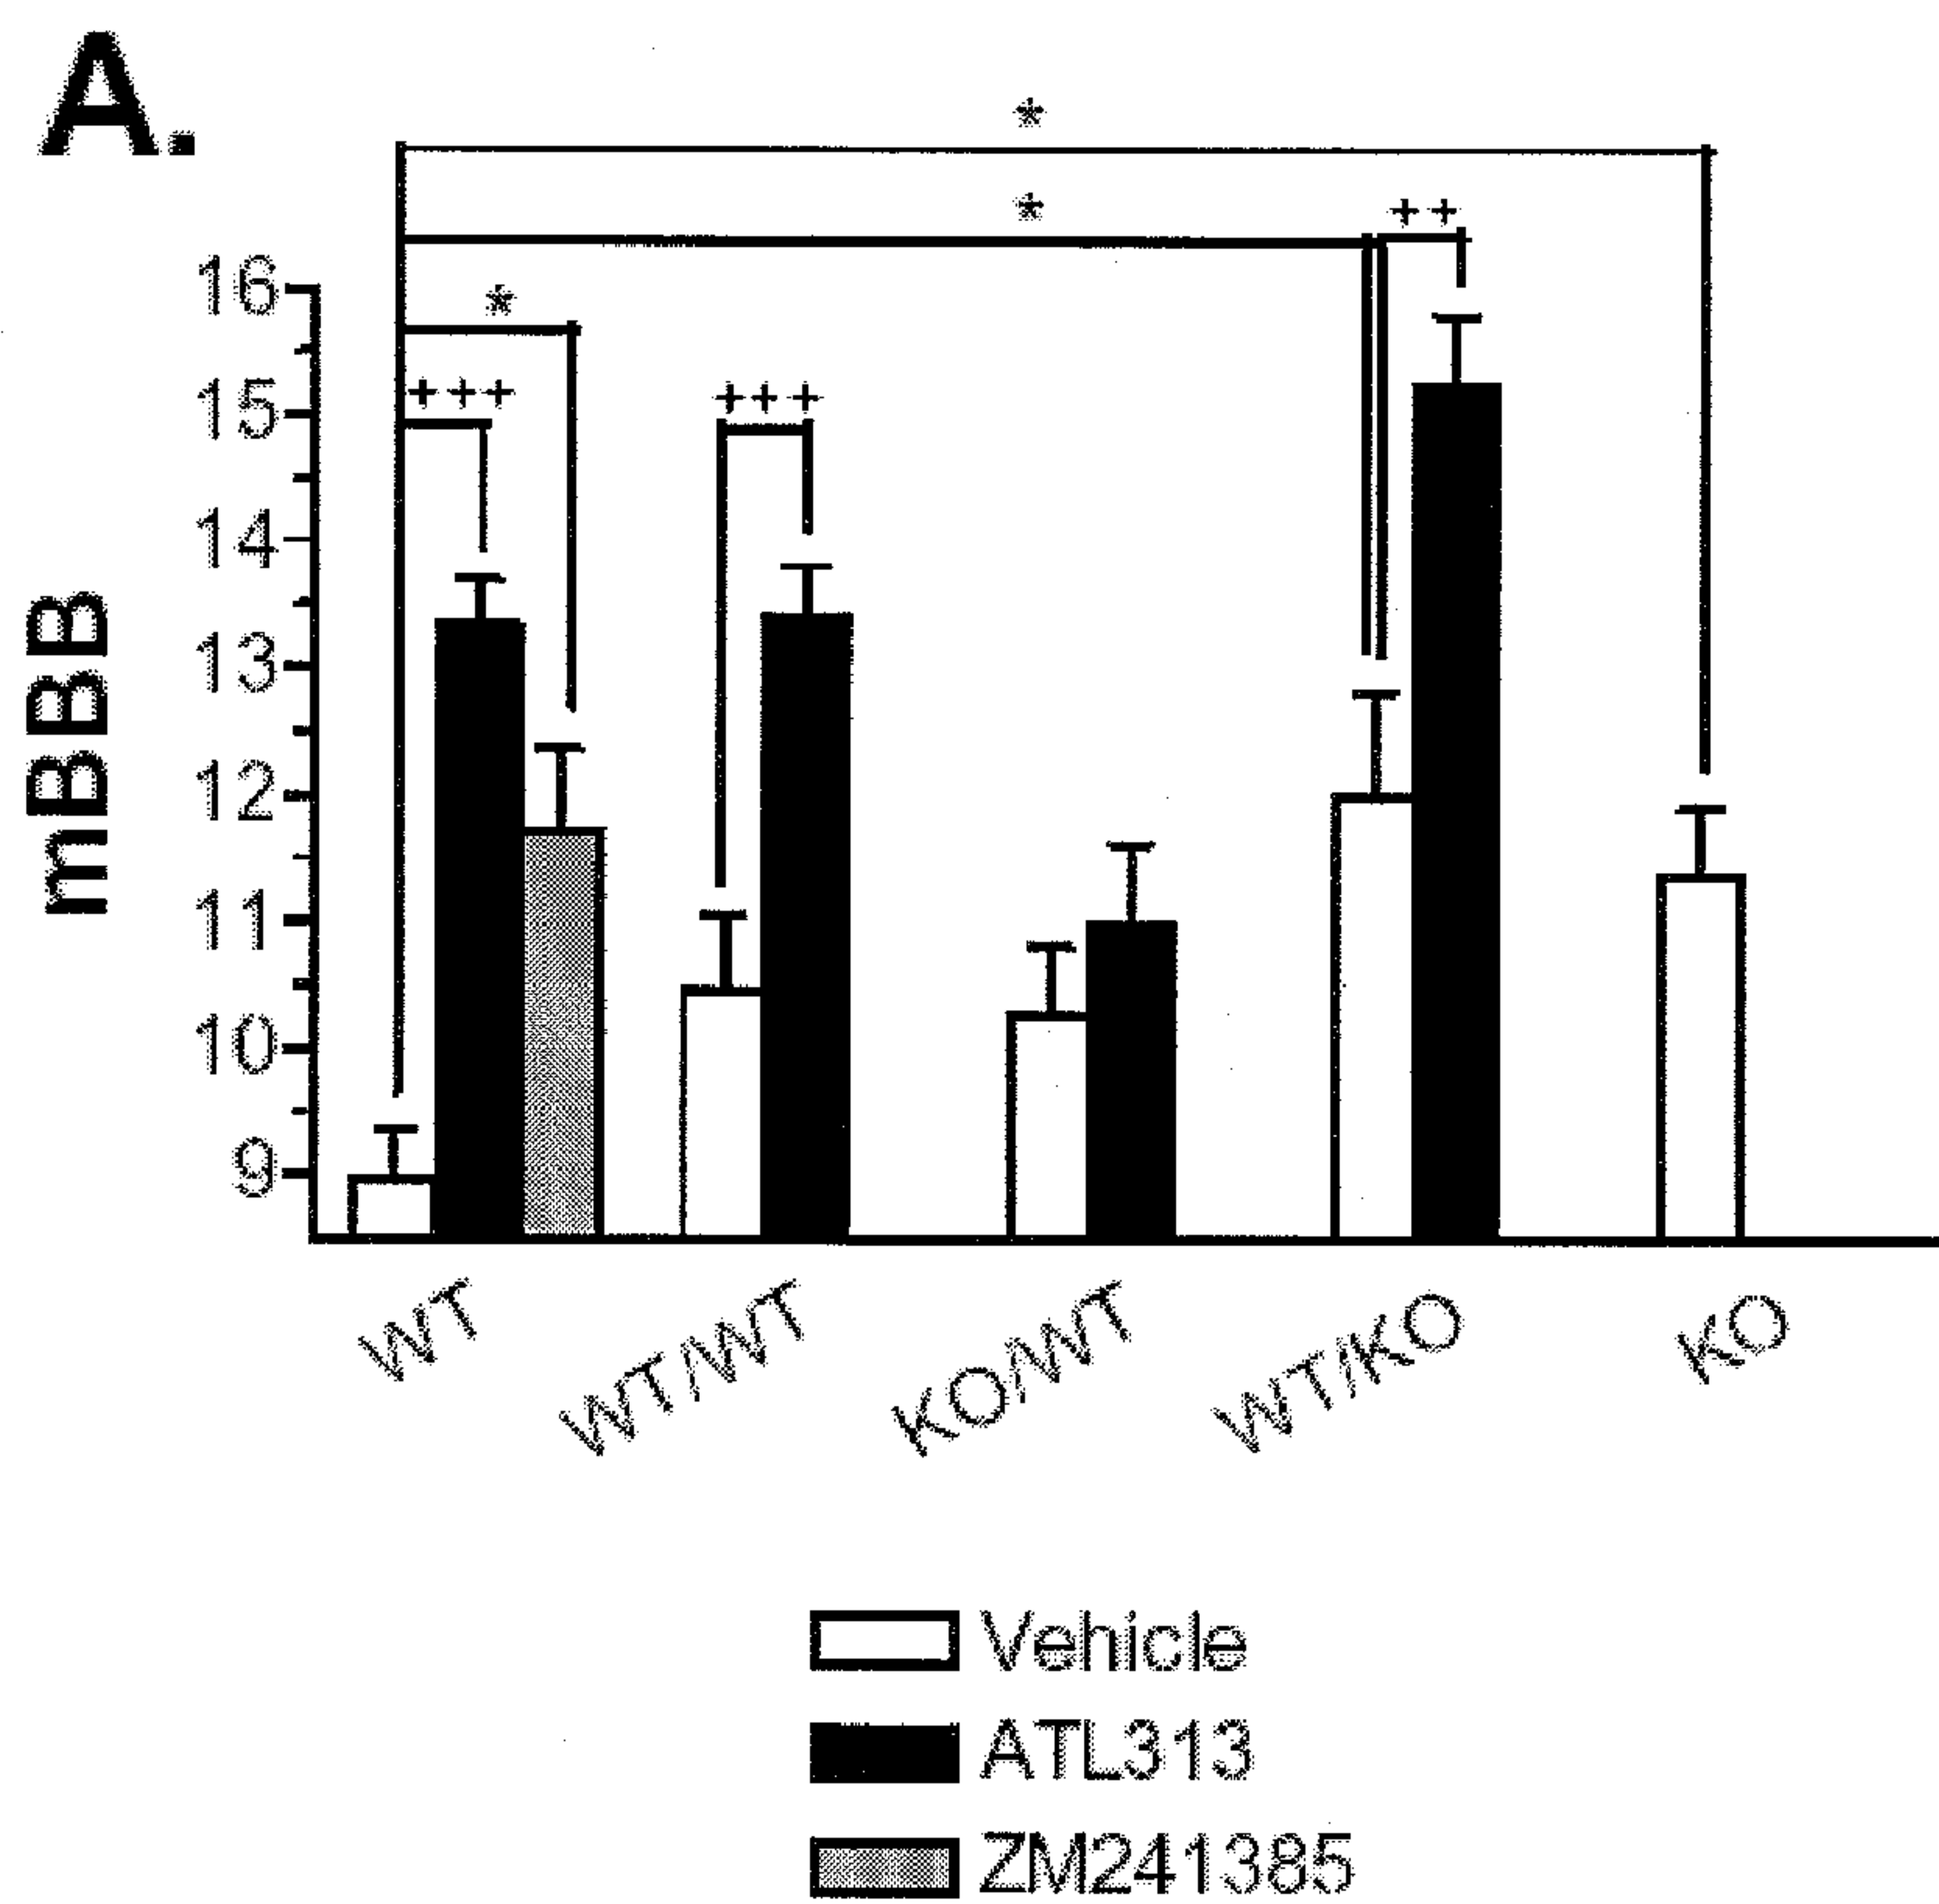 A.
*
*
++
16
*
15
+++
+++
14
13
12
11
10
9
mBBB
WT
WT/WT
KO/WT
WT/KO
KO
Vehicle
ATL313
ZM241385